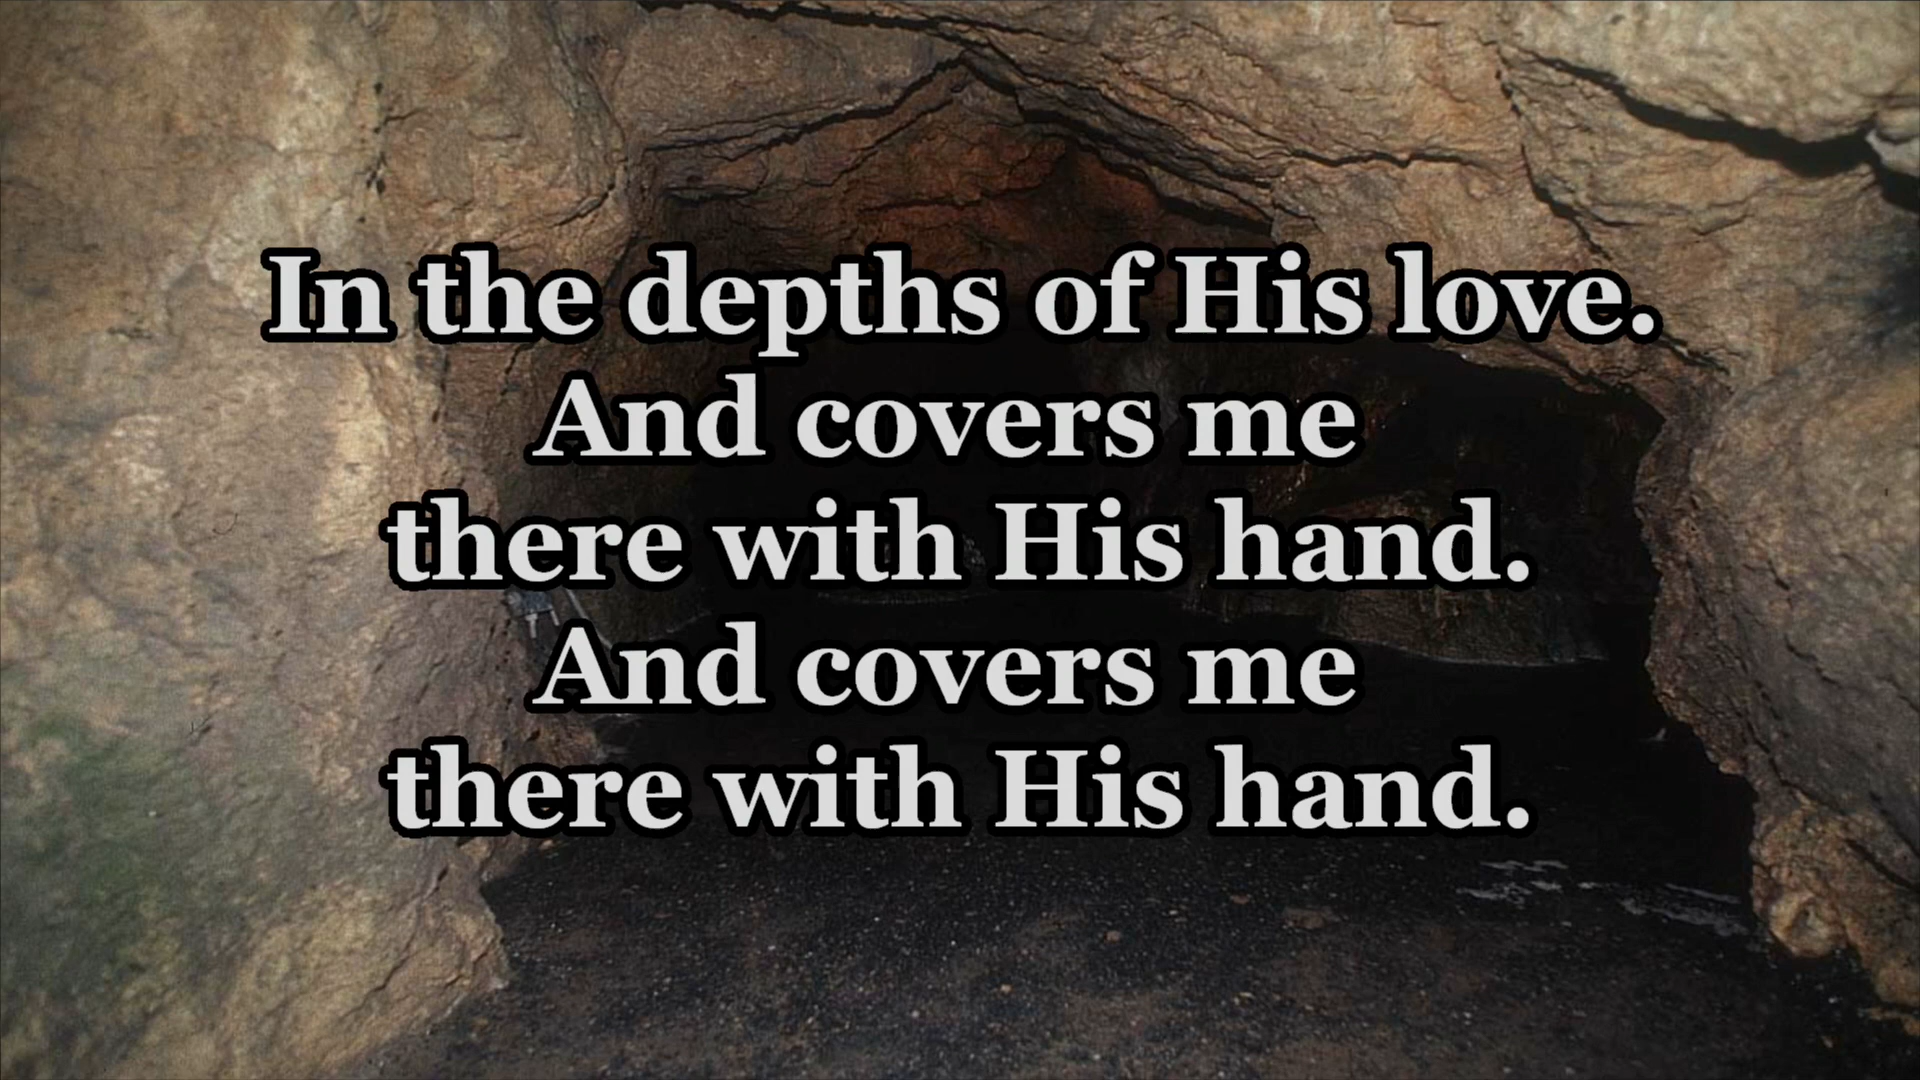 In the depths of His love.
And covers me
there with His hand.
And covers me
there with His hand.